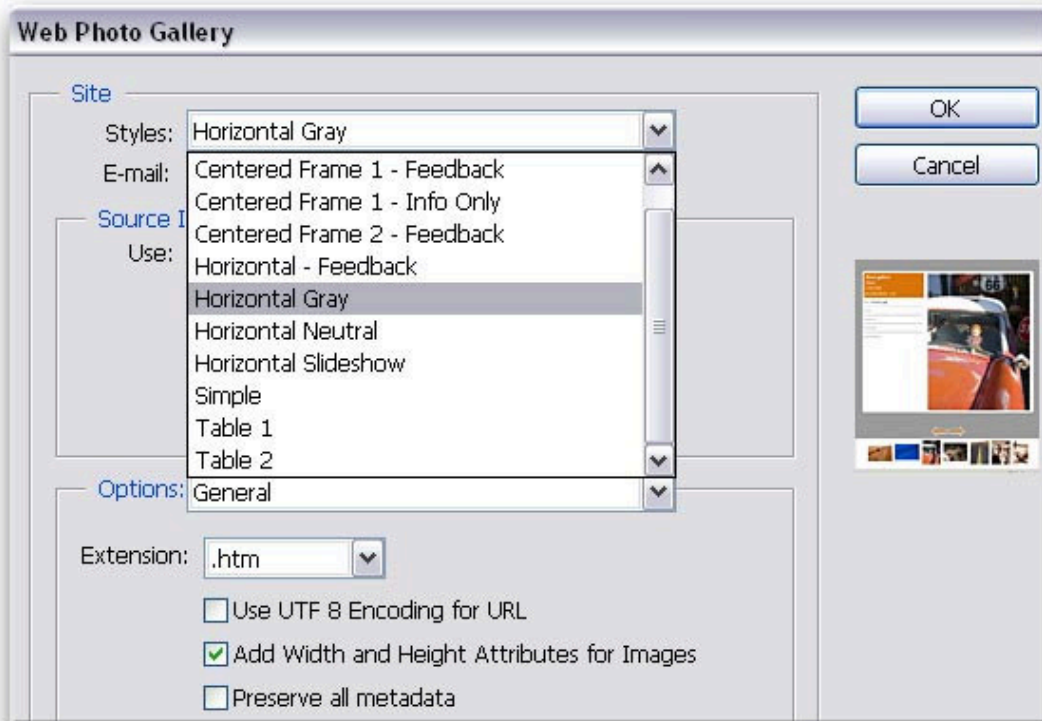 Web Photo Gallery
Site
Styles: Horizontal Gray
OK
E-mail:
Centered Frame 1 - Feedback
Cancel
Centered Frame 1 - Info Only
Source I
Centered Frame 2 - Feedback
Use:
Horizontal - Feedback
Horizontal Gray
66
Horizontal Neutral
Horizontal Slideshow
Simple
Table 1
Table 2
Options: General
Extension: .htm
Use UTF 8 Encoding for URL
Add Width and Height Attributes for Images
Preserve all metadata